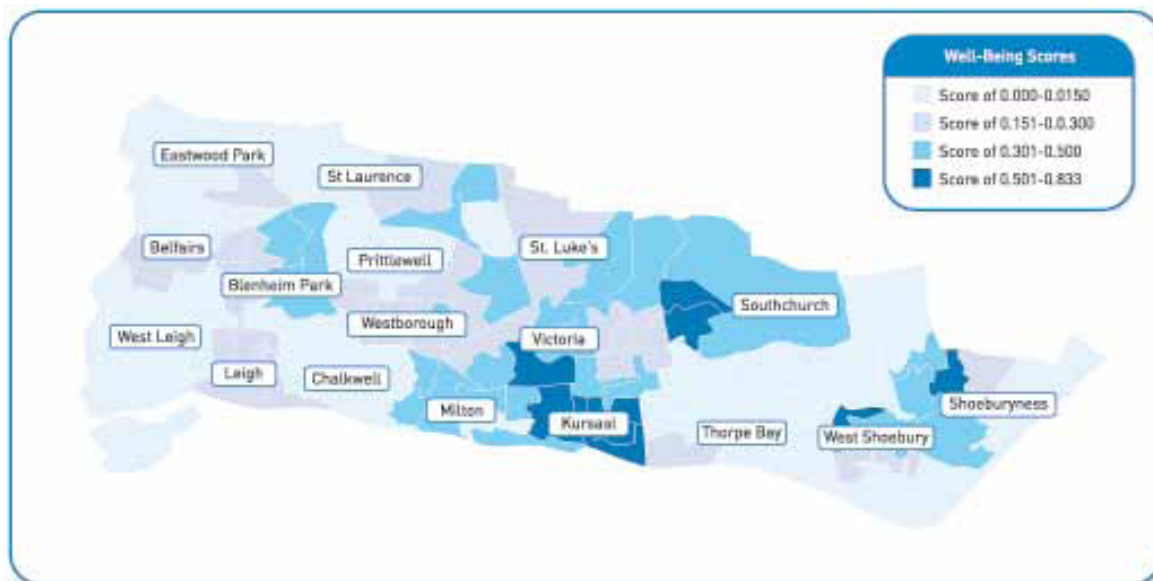 Well-Being Scores
Score of 0.000-0.0150
Score of 0.151-0.0.300
Score of 0.301-0.500
Score of 0.501-0.833
Eastwood Park
St Laurence
Belfairs
St. Luke's
Prittlewell
Blenheim Park
Southchurch
Westborough
Victoria
West Leigh
Leigh
Chalkwell
Milton
Kursaal
Shoeburyness
Thorpe Bay
West Shoebury